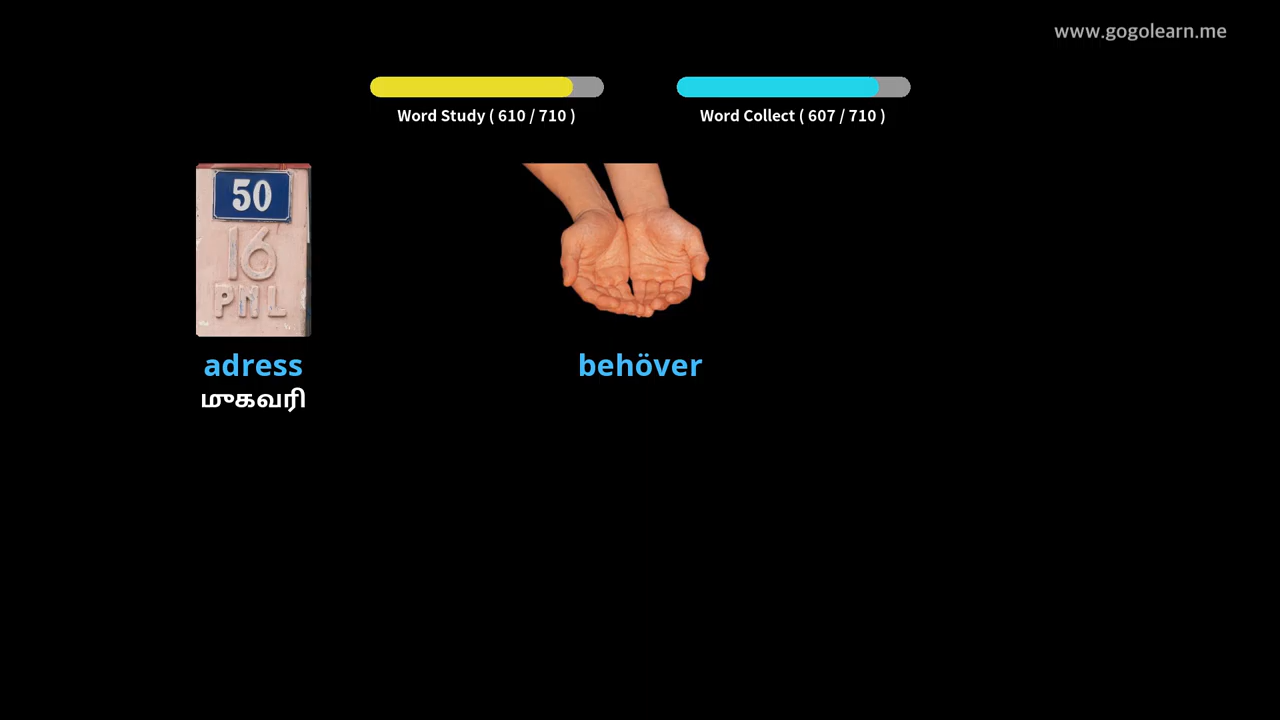 www.gogolearn.me
Word Study ( 610 / 710 )
Word Collect ( 607 / 710 )
50
16
PNL
adress
behöver
முகவரி